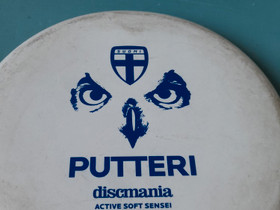 SUOMI
PUTTERI
discmania
ACTIVE SOFT SENSEI